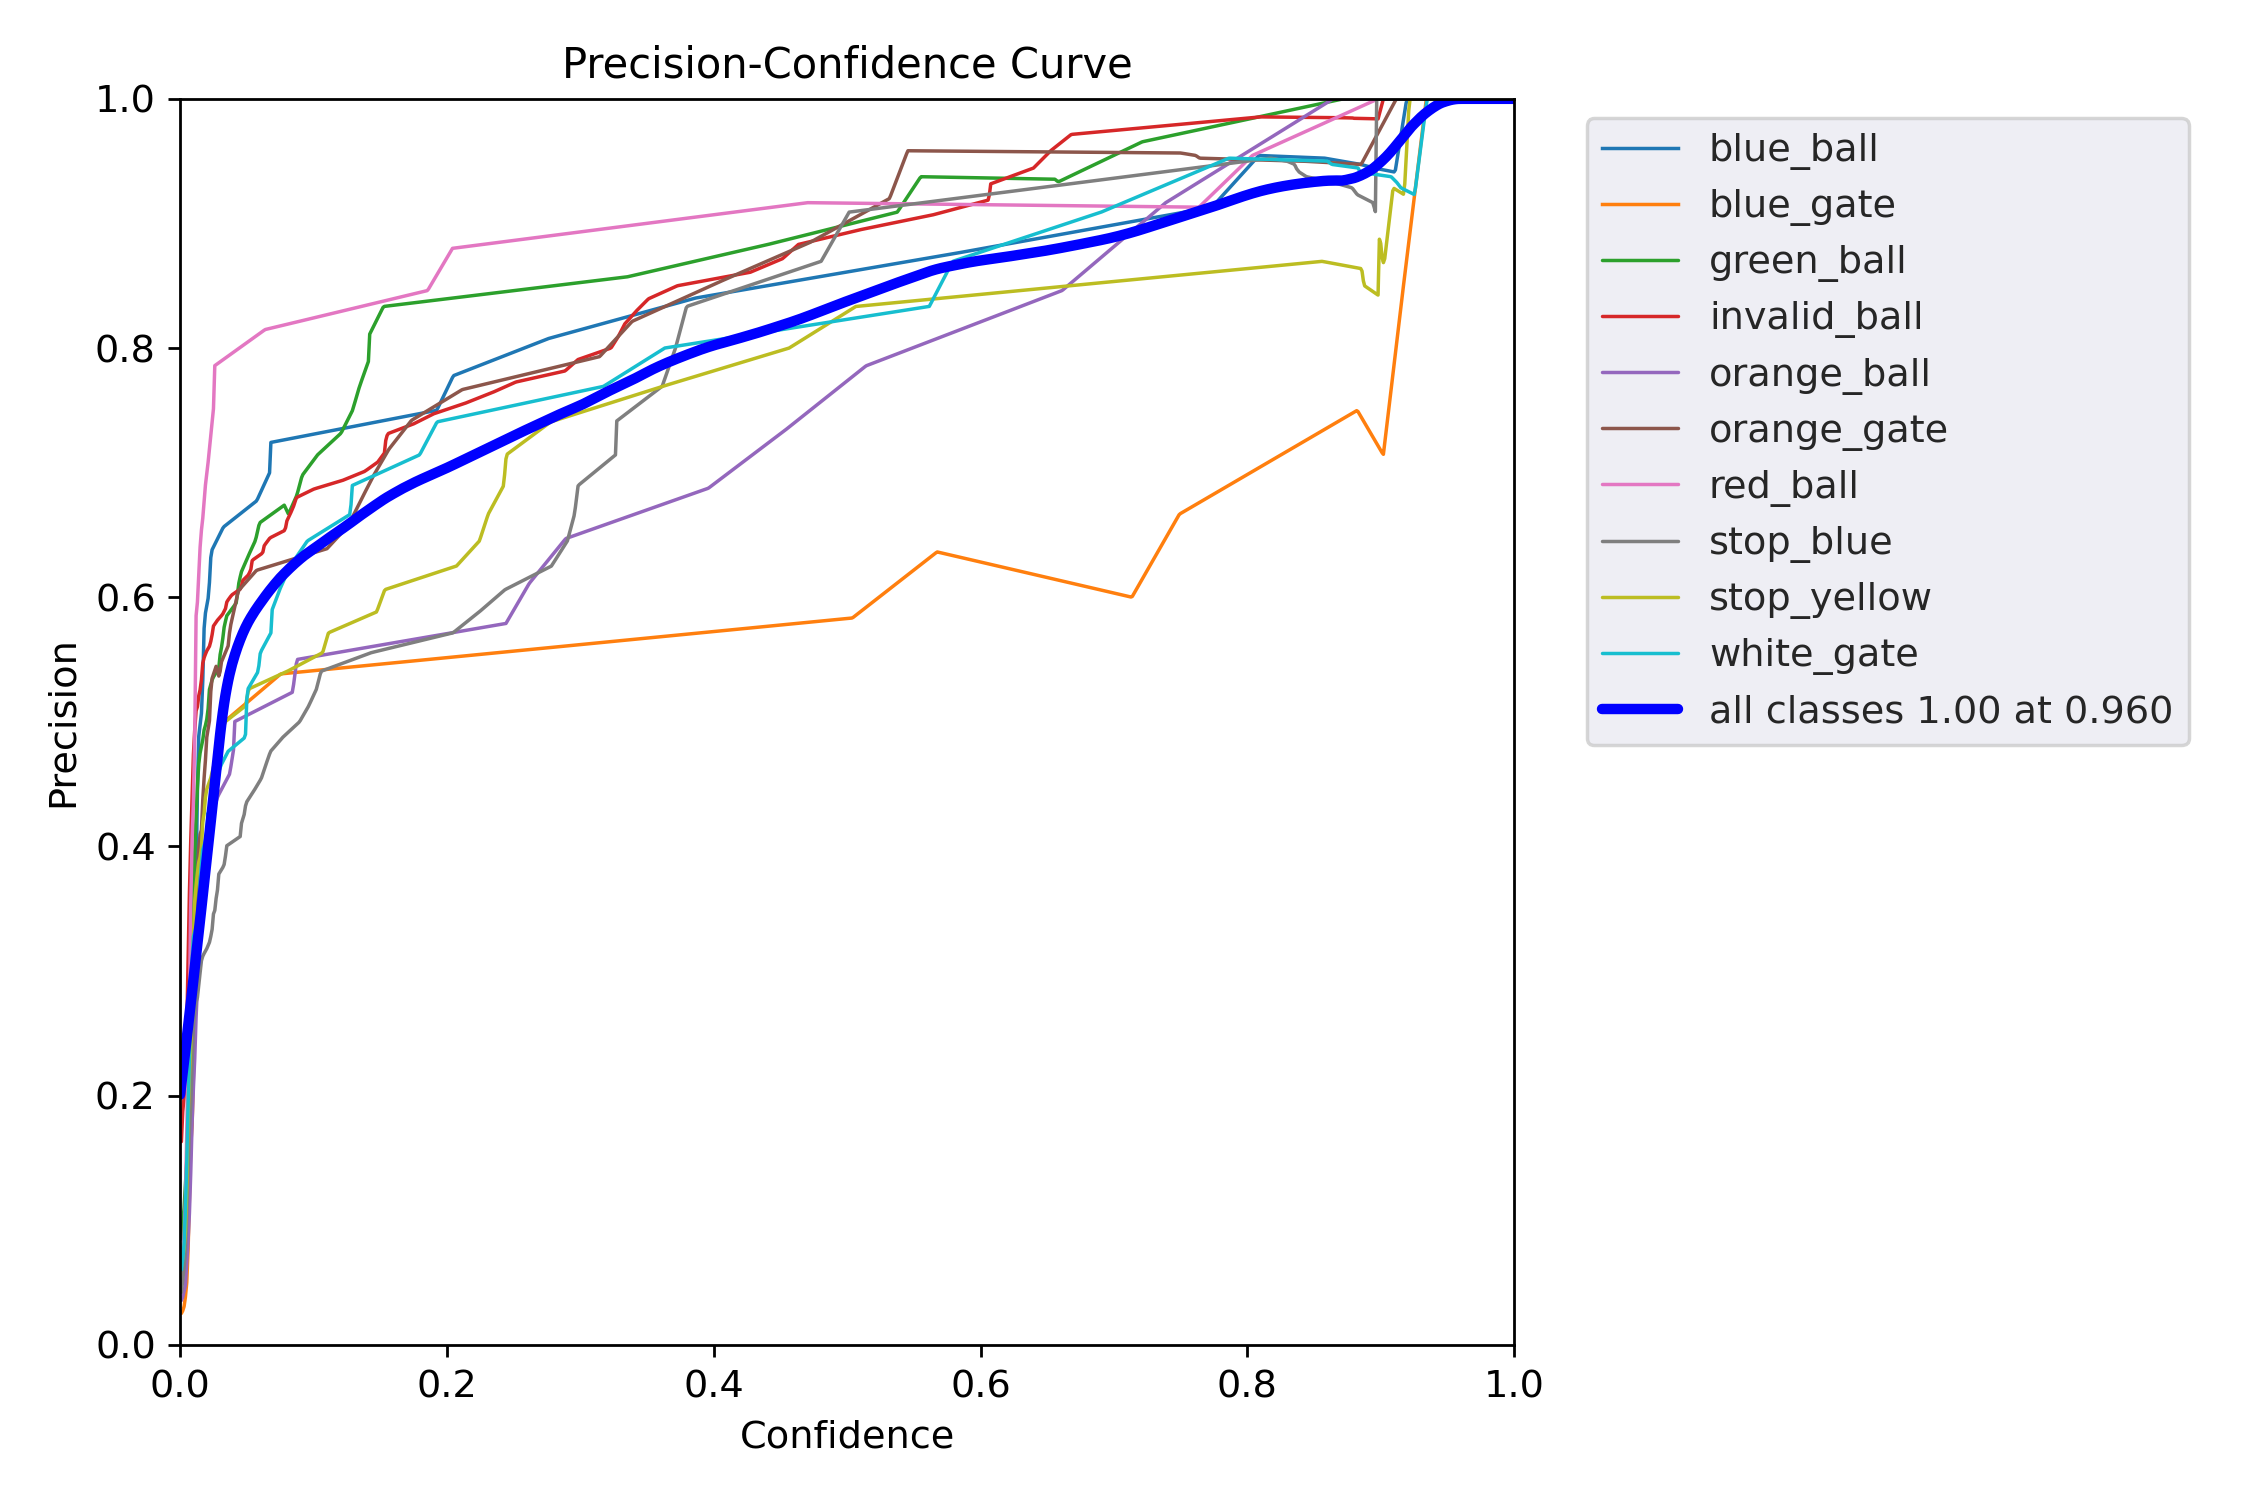 Precision-Confidence Curve
1.0
0.8
0.6
0.4
0.2
0.0
Precision
0.0 0.2 0.4 0.6 0.8 1.0
Confidence
blue_ball
blue_gate
green_ball
invalid_ball
orange_ball
orange_gate
red_ball
stop_blue
stop_yellow
white_gate
all classes 1.00 at 0.960